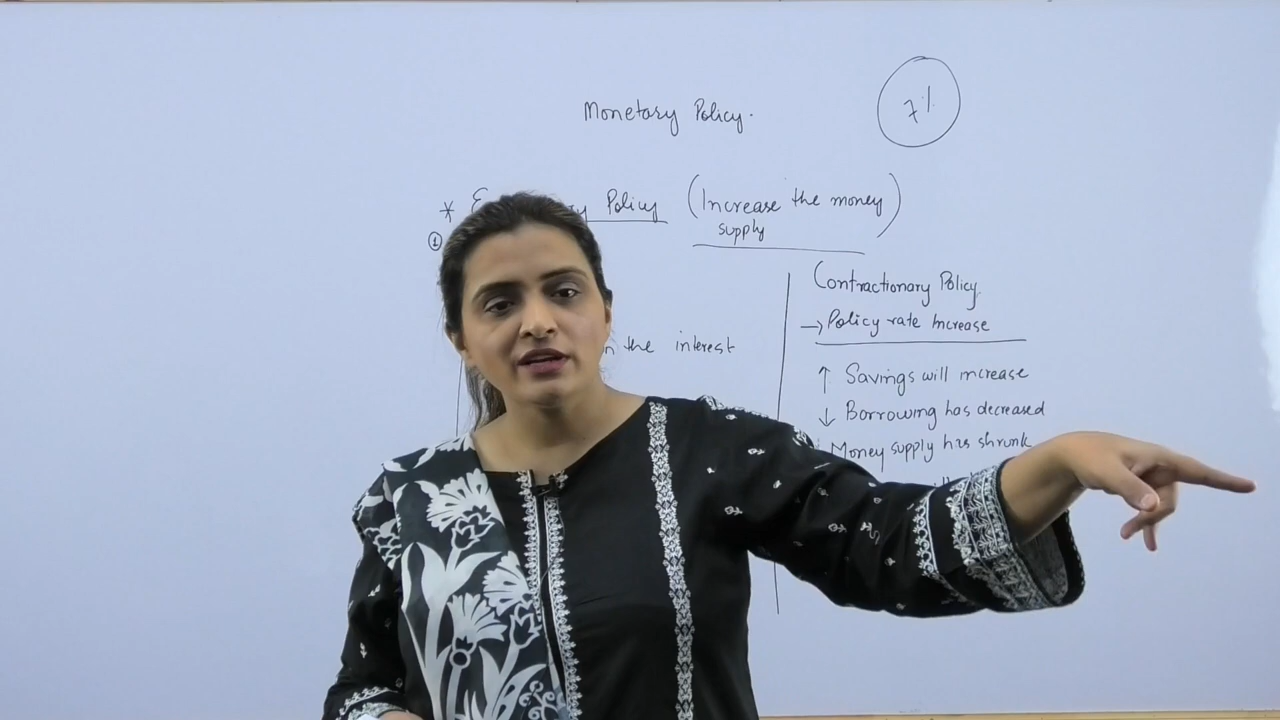 Monetary Policy.
7%
* Policy (Increase the money
supply)
①
the interest
Contractionary Policy.
→ Policy rate Increase
↑ Savings will increase
↓ Borrowing has decreased
Money supply has shrunk